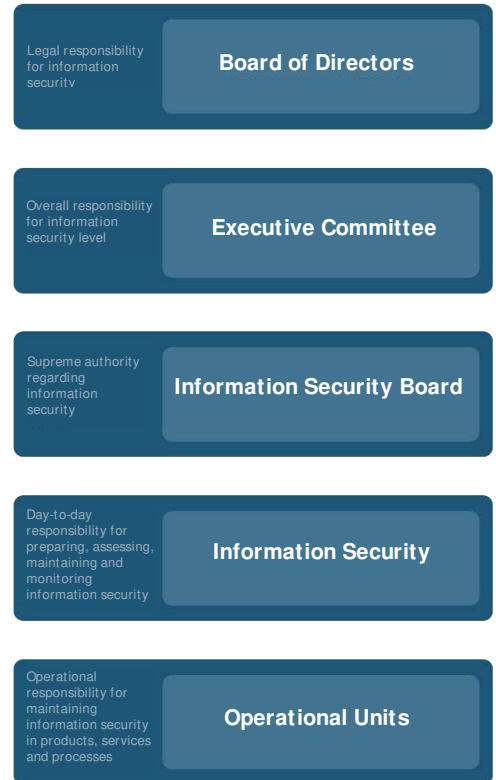 Legal responsibility
for information
security
Board of Directors
Overall responsibility
for information
security level
Executive Committee
Supreme authority
regarding
information
security
Information Security Board
Day-to-day
responsibility for
preparing, assessing,
maintaining and
monitoring
information security
Information Security
Operational
responsibility for
maintaining
information security
in products, services
and processes
Operational Units